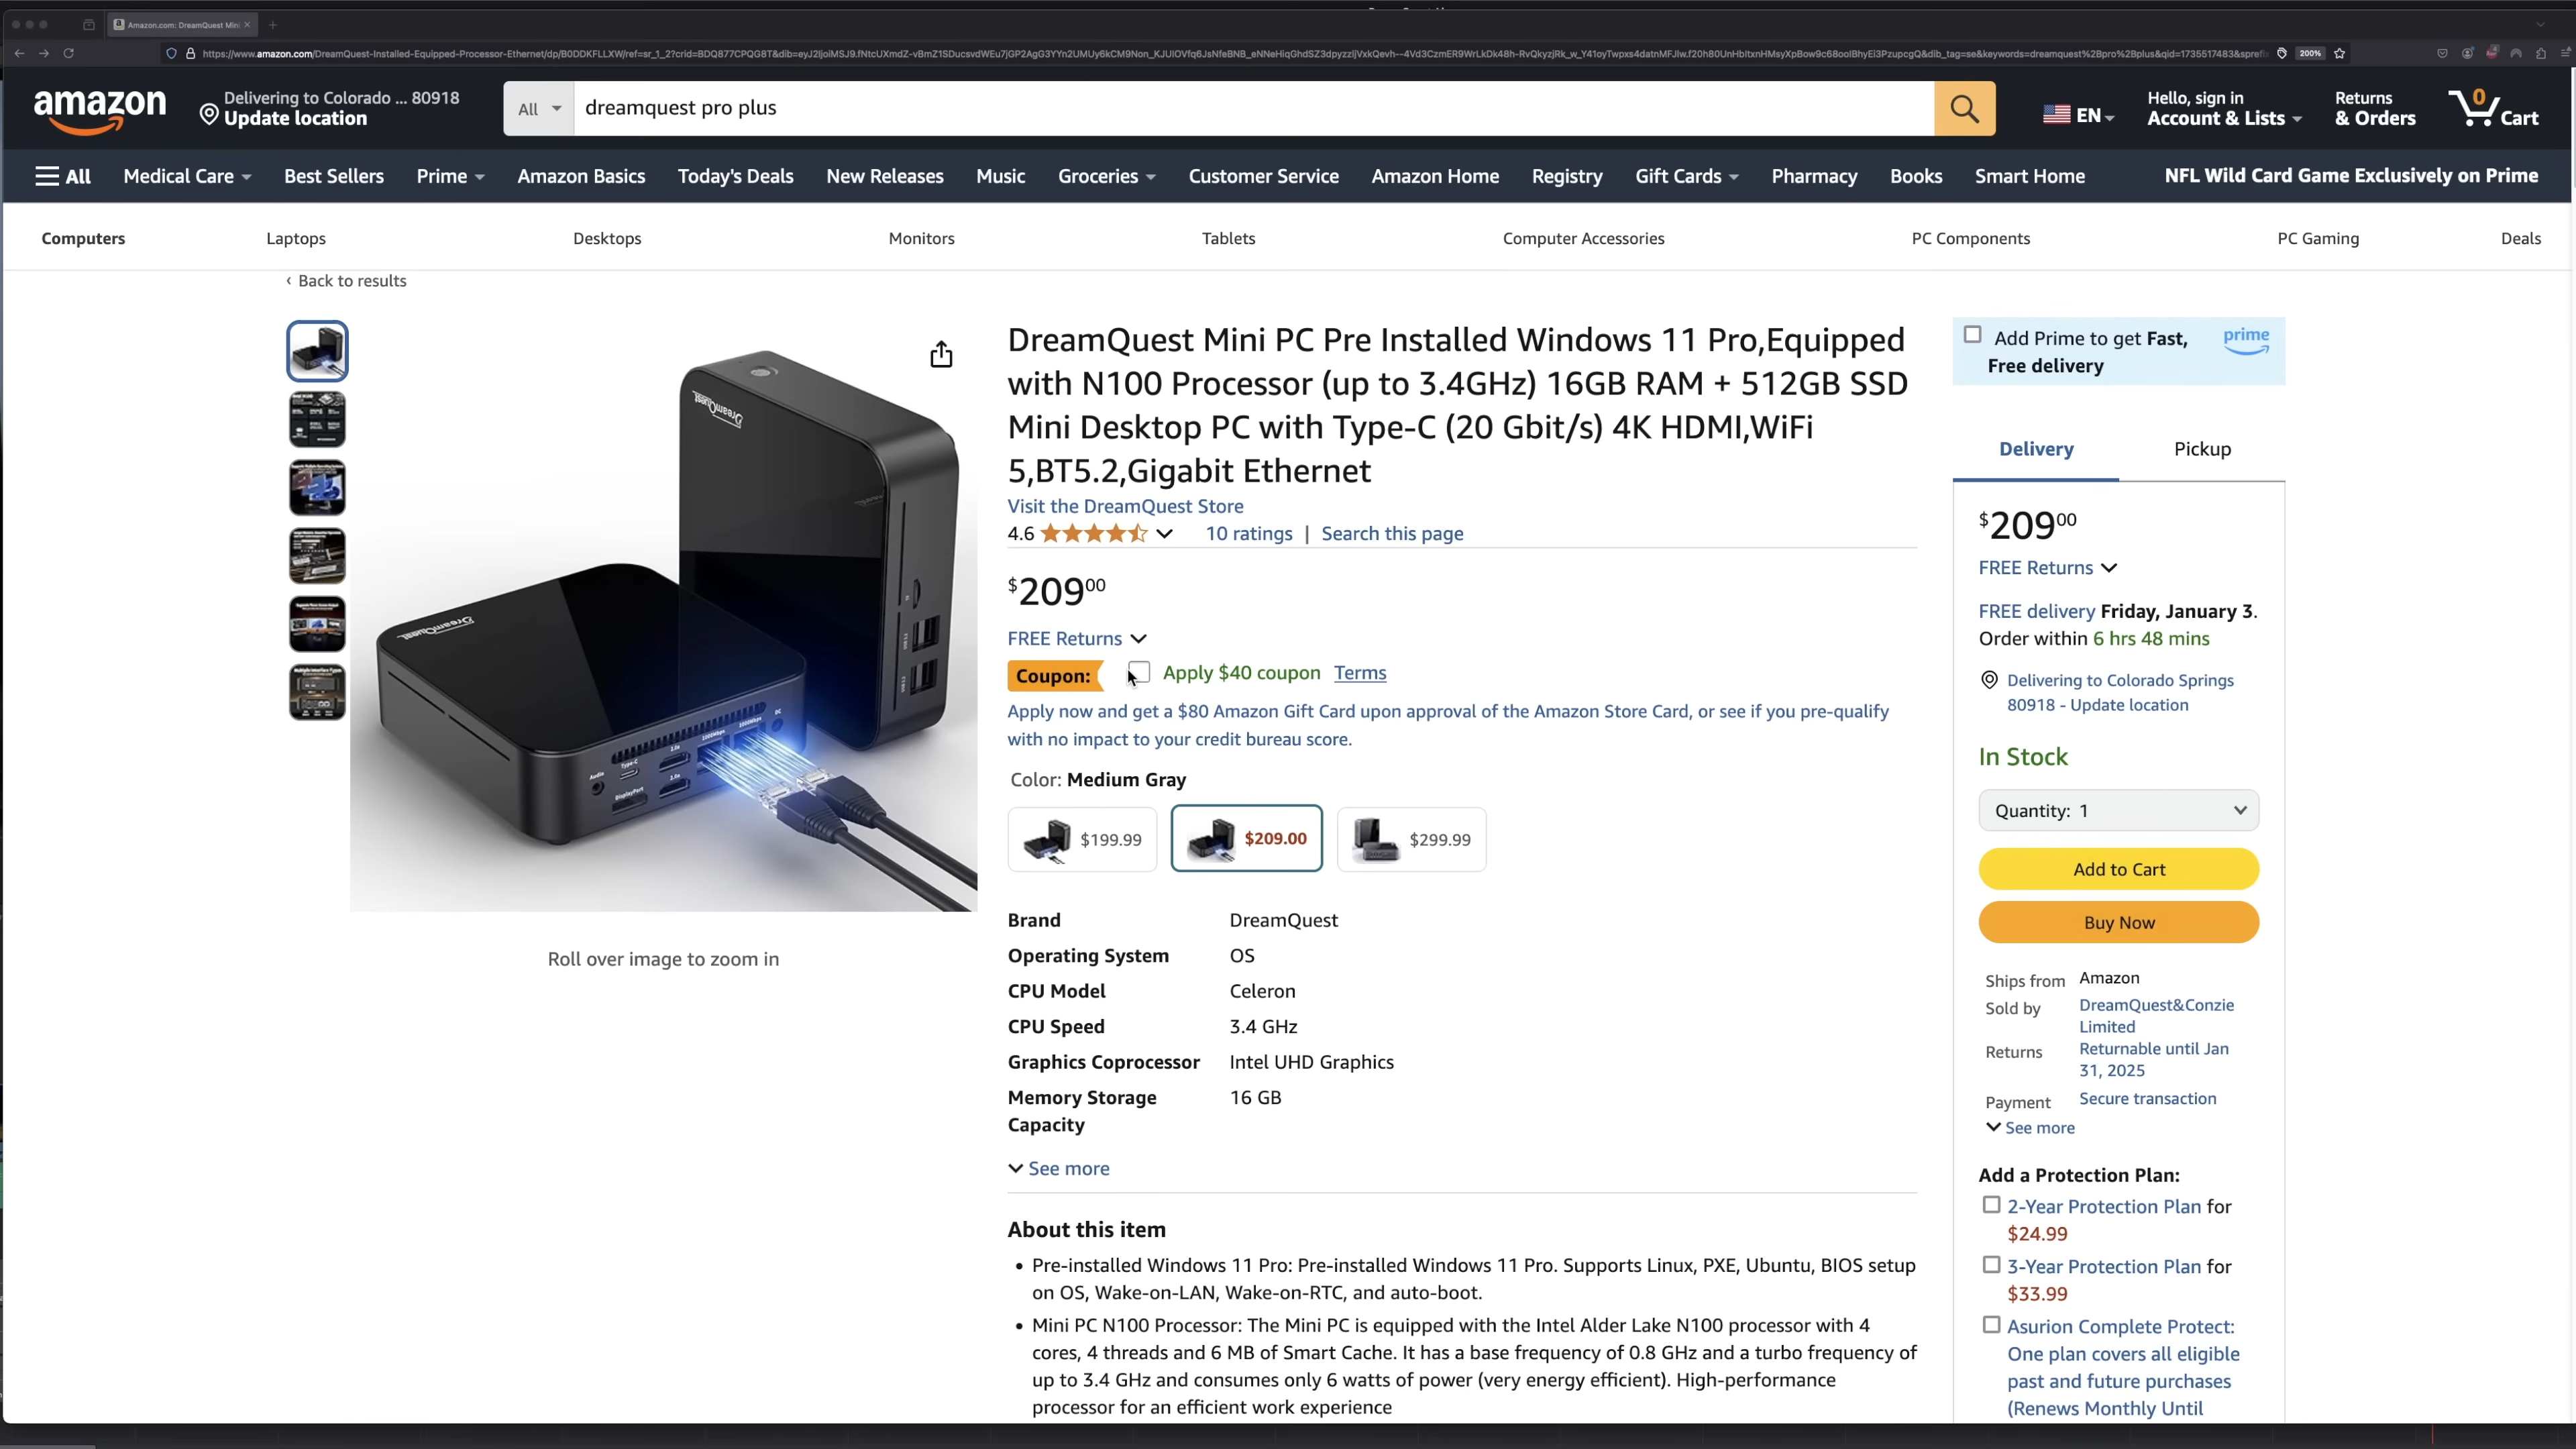 Amazon.com: DreamQuest Mini
amazon
Delivering to Colorado ... 80918
Update location
All
dreamquest pro plus
EN
Hello, sign in
Account & Lists
Returns
& Orders
0
Cart
200%
All
Medical Care
Best Sellers
Prime
Amazon Basics
Today's Deals
New Releases
Music
Groceries
Customer Service
Amazon Home
Registry
Gift Cards
Pharmacy
Books
Smart Home
NFL Wild Card Game Exclusively on Prime
Computers
Laptops
Desktops
Monitors
Tablets
Computer Accessories
PC Components
PC Gaming
Deals
‹ Back to results
DreamQuest
DreamQuest
Audio
Type-C
DisplayPort
2.0a
2.0a
1000Mbps
1000Mbps
DC
Roll over image to zoom in
DreamQuest Mini PC Pre Installed Windows 11 Pro,Equipped
with N100 Processor (up to 3.4GHz) 16GB RAM + 512GB SSD
Mini Desktop PC with Type-C (20 Gbit/s) 4K HDMI,WiFi
5,BT5.2,Gigabit Ethernet
Visit the DreamQuest Store
4.6
10 ratings | Search this page
$20900
FREE Returns
Coupon: Apply $40 coupon Terms
Apply now and get a $80 Amazon Gift Card upon approval of the Amazon Store Card, or see if you pre-qualify
with no impact to your credit bureau score.
Color: Medium Gray
$199.99
$209.00
$299.99
Brand DreamQuest
Operating System OS
CPU Model Celeron
CPU Speed 3.4 GHz
Graphics Coprocessor Intel UHD Graphics
Memory Storage 16 GB
Capacity
See more
About this item
• Pre-installed Windows 11 Pro: Pre-installed Windows 11 Pro. Supports Linux, PXE, Ubuntu, BIOS setup
on OS, Wake-on-LAN, Wake-on-RTC, and auto-boot.
• Mini PC N100 Processor: The Mini PC is equipped with the Intel Alder Lake N100 processor with 4
cores, 4 threads and 6 MB of Smart Cache. It has a base frequency of 0.8 GHz and a turbo frequency of
up to 3.4 GHz and consumes only 6 watts of power (very energy efficient). High-performance
processor for an efficient work experience
Add Prime to get Fast,
Free delivery
prime
Delivery
Pickup
$20900
FREE Returns
FREE delivery Friday, January 3.
Order within 6 hrs 48 mins
Delivering to Colorado Springs
80918 - Update location
In Stock
Quantity: 1
Add to Cart
Buy Now
Ships from Amazon
Sold by DreamQuest&Conzie
Limited
Returns Returnable until Jan
31, 2025
Payment Secure transaction
See more
Add a Protection Plan:
2-Year Protection Plan for
$24.99
3-Year Protection Plan for
$33.99
Asurion Complete Protect:
One plan covers all eligible
past and future purchases
(Renews Monthly Until